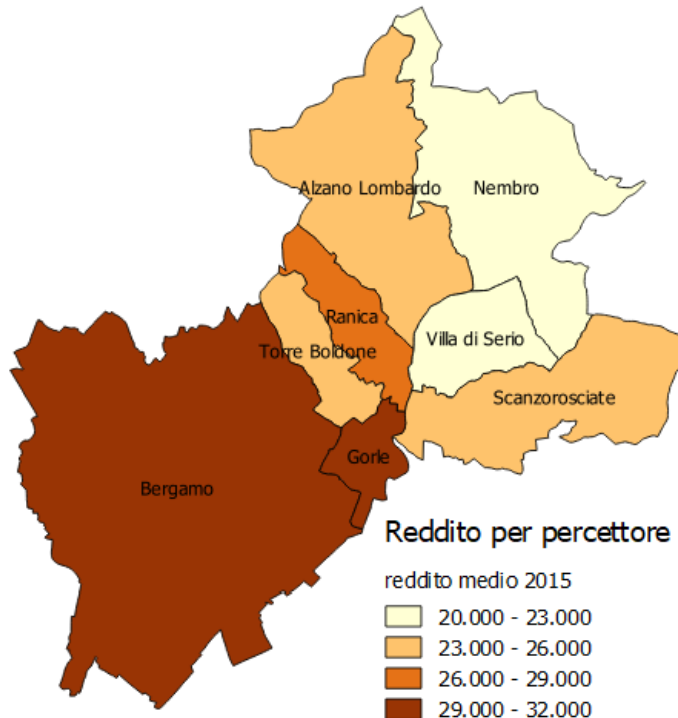 Alzano Lombardo
Nembro
Ranica
Villa di Serio
Torre Boldone
Scanzorosciate
Gorle
Bergamo
Reddito per percettore
reddito medio 2015
20.000 - 23.000
23.000 - 26.000
26.000 - 29.000
29.000 - 32.000